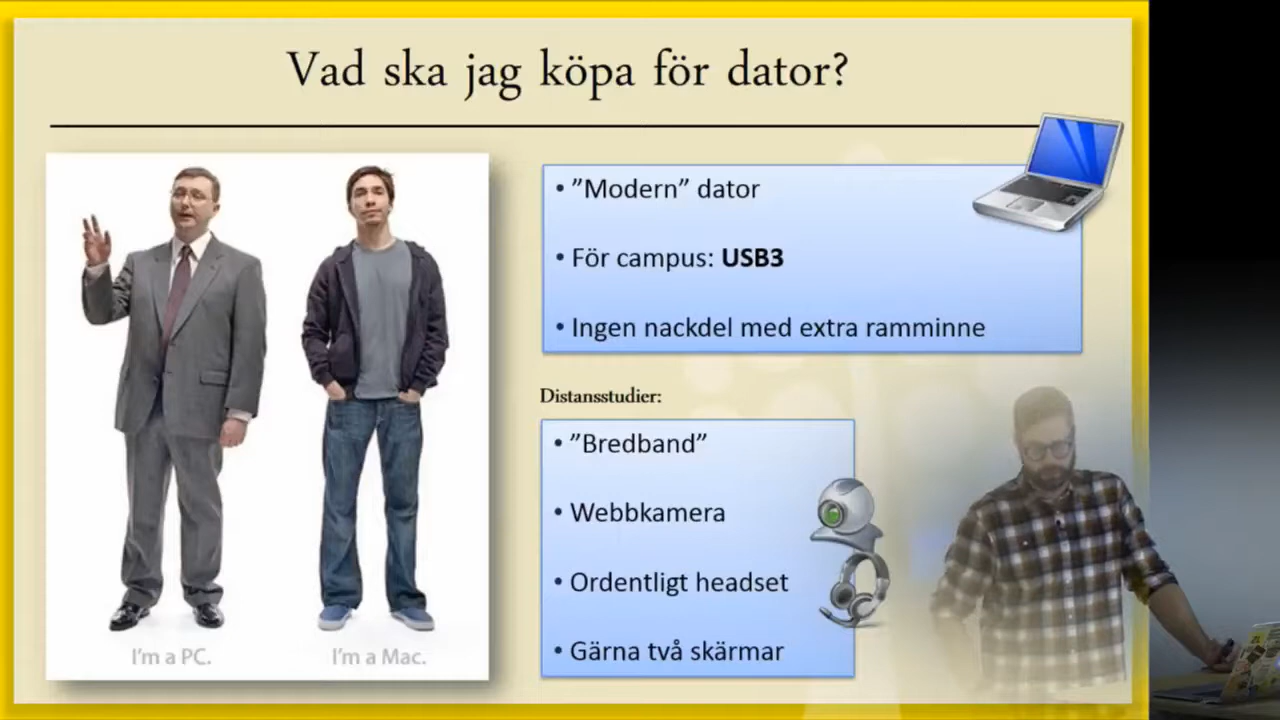 Vad ska jag köpa för dator?
• ”Modern” dator
• För campus: USB3
• Ingen nackdel med extra ramminne
Distansstudier:
• ”Bredband”
• Webbkamera
• Ordentligt headset
• Gärna två skärmar
I’m a PC.
I’m a Mac.